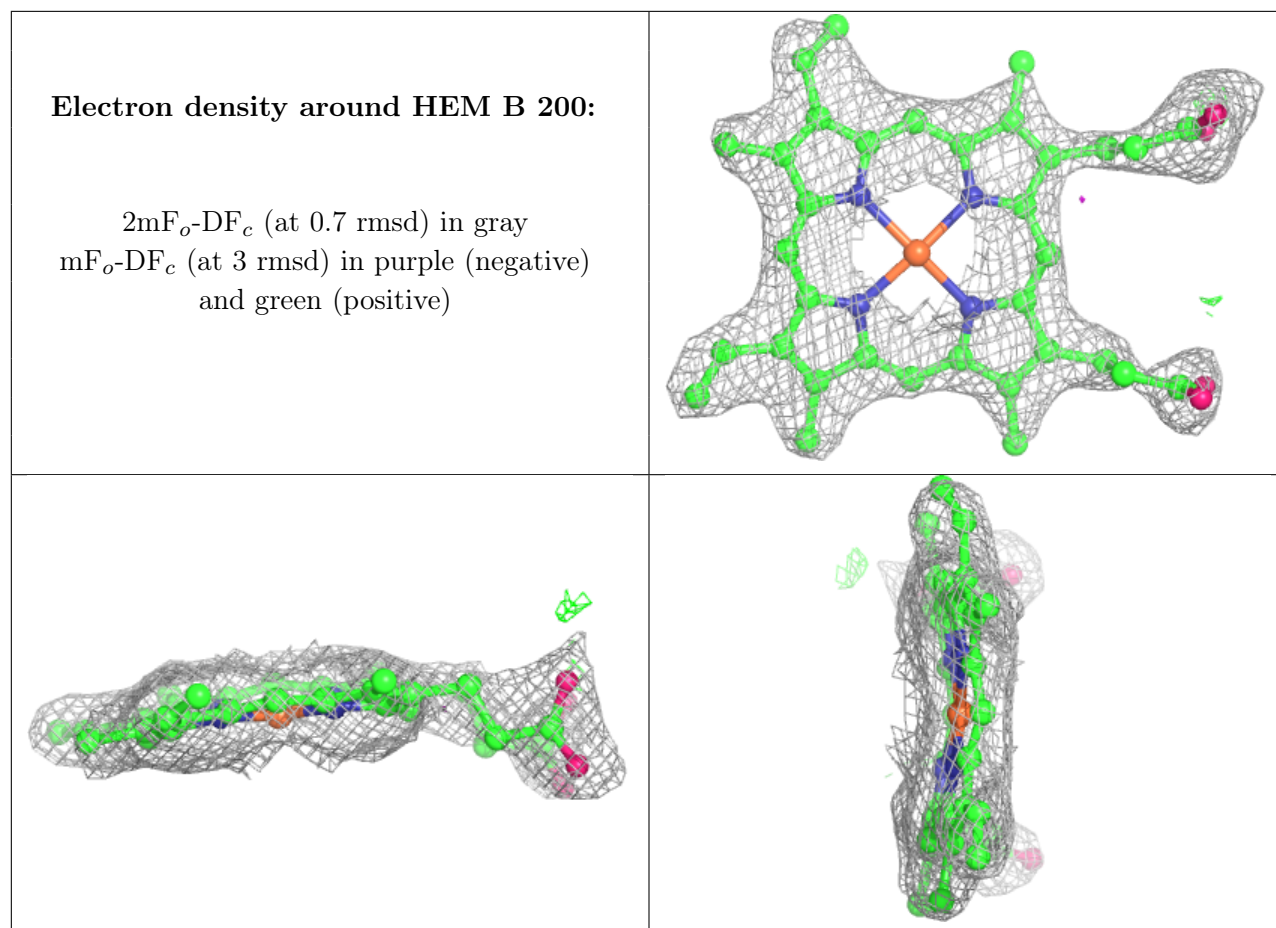 Electron density around HEM B 200:
2mFo-DFc (at 0.7 rmsd) in gray
mFo-DFc (at 3 rmsd) in purple (negative)
and green (positive)